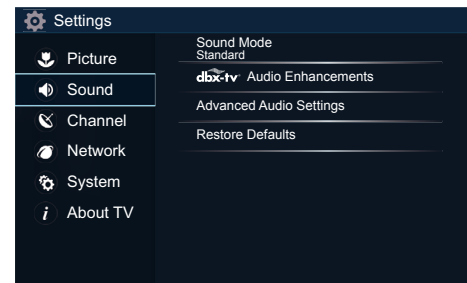 Settings
Picture
Sound
Channel
Network
System
i About TV
Sound Mode
Standard
dbx-tv Audio Enhancements
Advanced Audio Settings
Restore Defaults